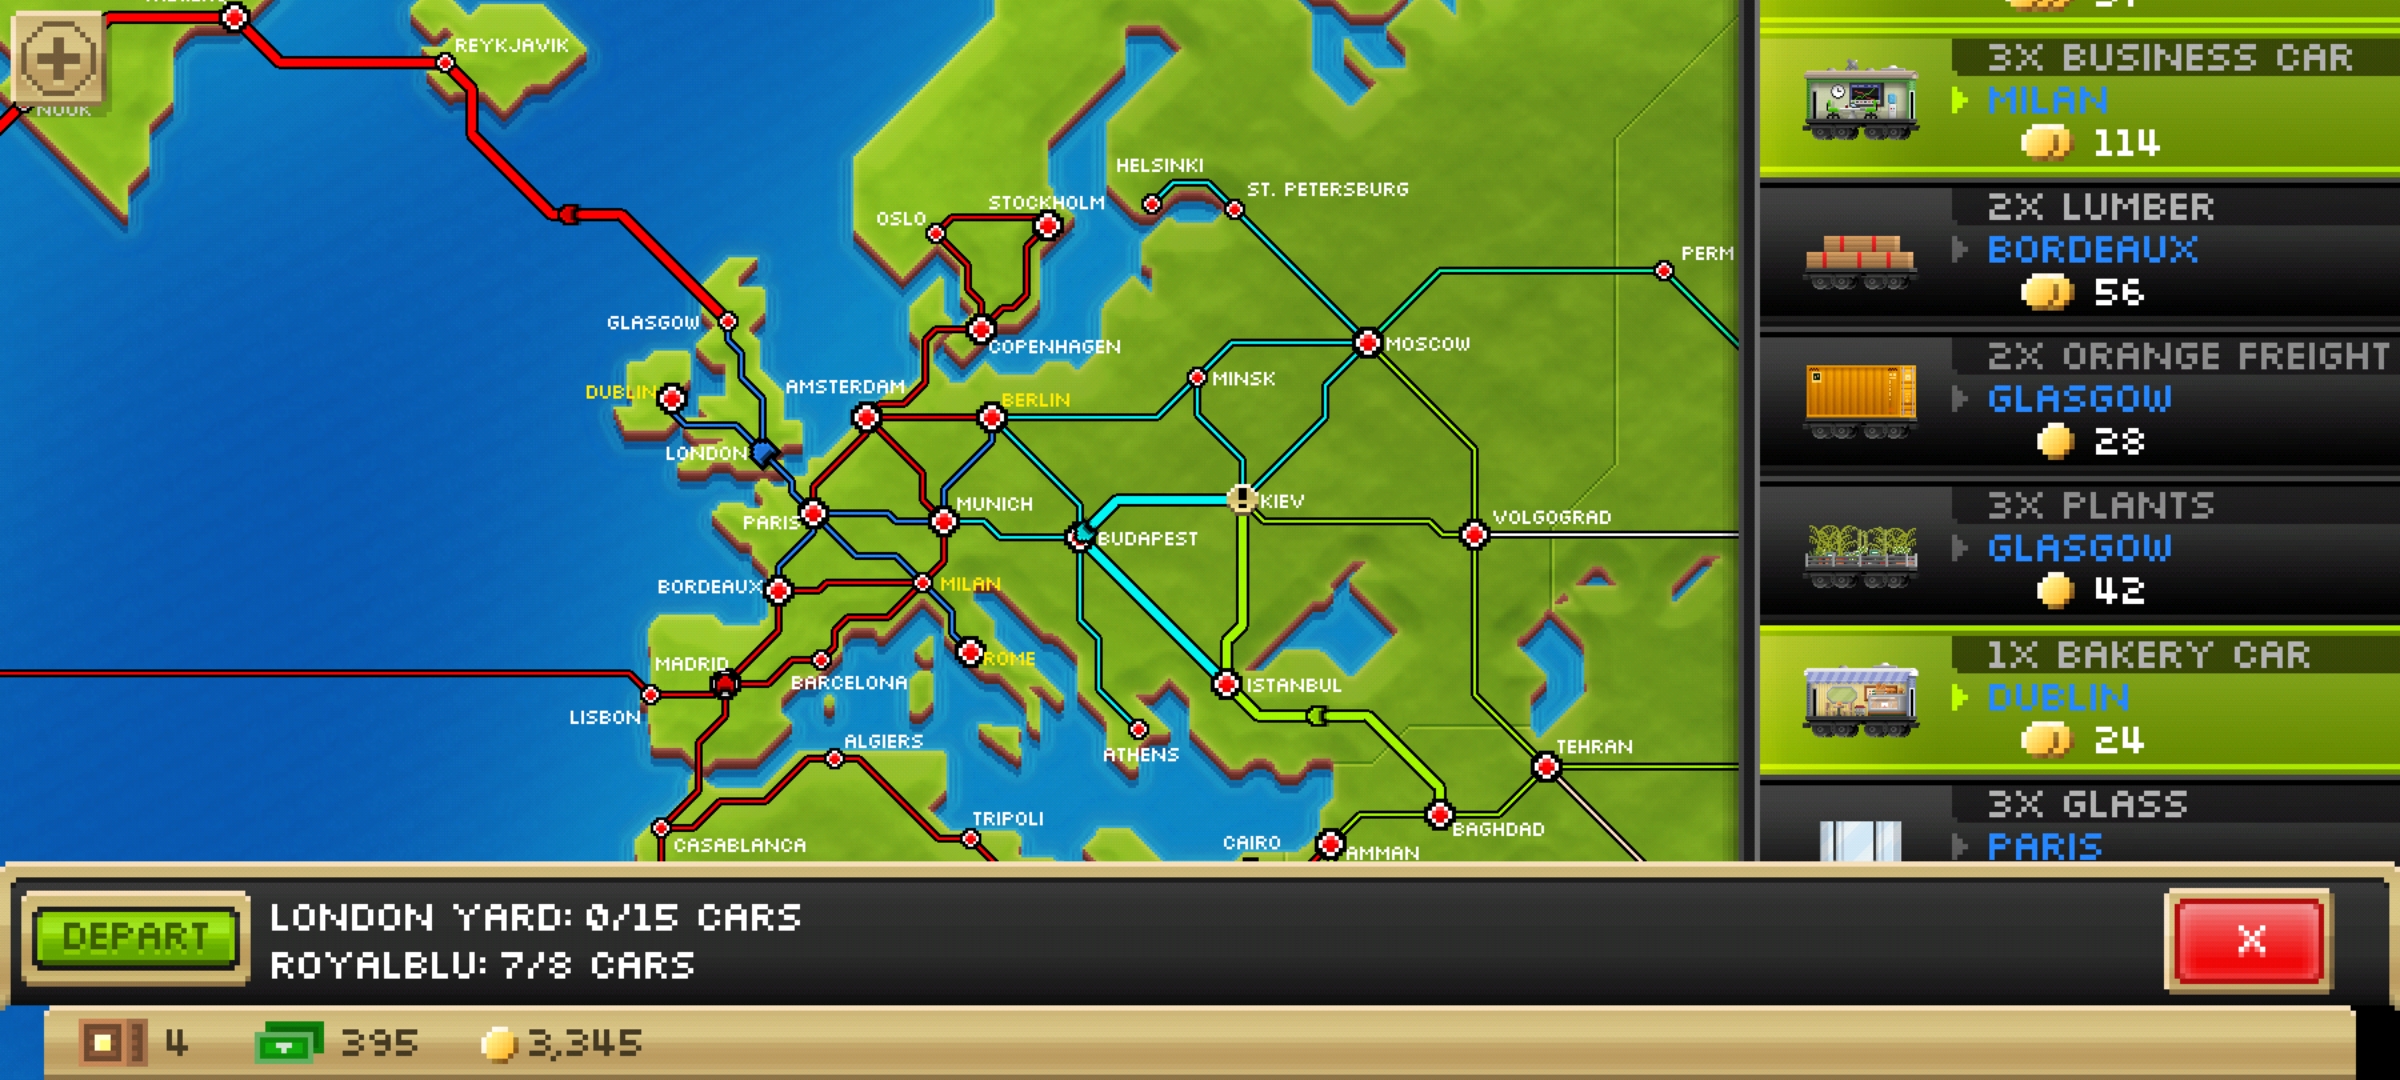 REYKJAVIK
NUUK
HELSINKI
ST. PETERSBURG
STOCKHOLM
OSLO
PERM
GLASGOW
COPENHAGEN
MOSCOW
MINSK
AMSTERDAM
DUBLIN
BERLIN
LONDON
MUNICH
KIEV
PARIS
VOLGOGRAD
BUDAPEST
BORDEAUX
MILAN
MADRID
ROME
BARCELONA
ISTANBUL
LISBON
ALGIERS
ATHENS
TEHRAN
TRIPOLI
CASABLANCA
CAIRO
BAGHDAD
AMMAN
3X BUSINESS CAR
MILAN
114
2X LUMBER
BORDEAUX
56
2X ORANGE FREIGHT
GLASGOW
28
3X PLANTS
GLASGOW
42
1X BAKERY CAR
DUBLIN
24
3X GLASS
PARIS
DEPART
LONDON YARD: 0/15 CARS
ROYALBLU: 7/8 CARS
X
4
395
3,345